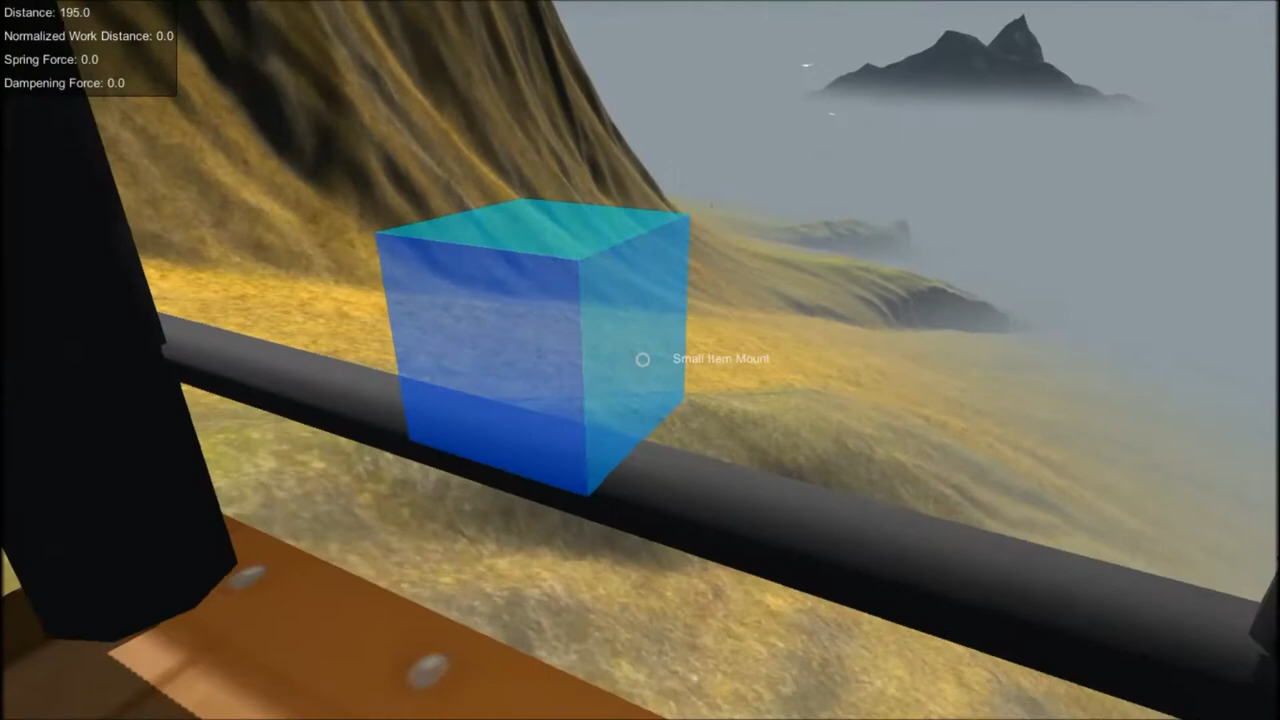 Distance: 195.0
Normalized Work Distance: 0.0
Spring Force: 0.0
Dampening Force: 0.0
Small Item Mount